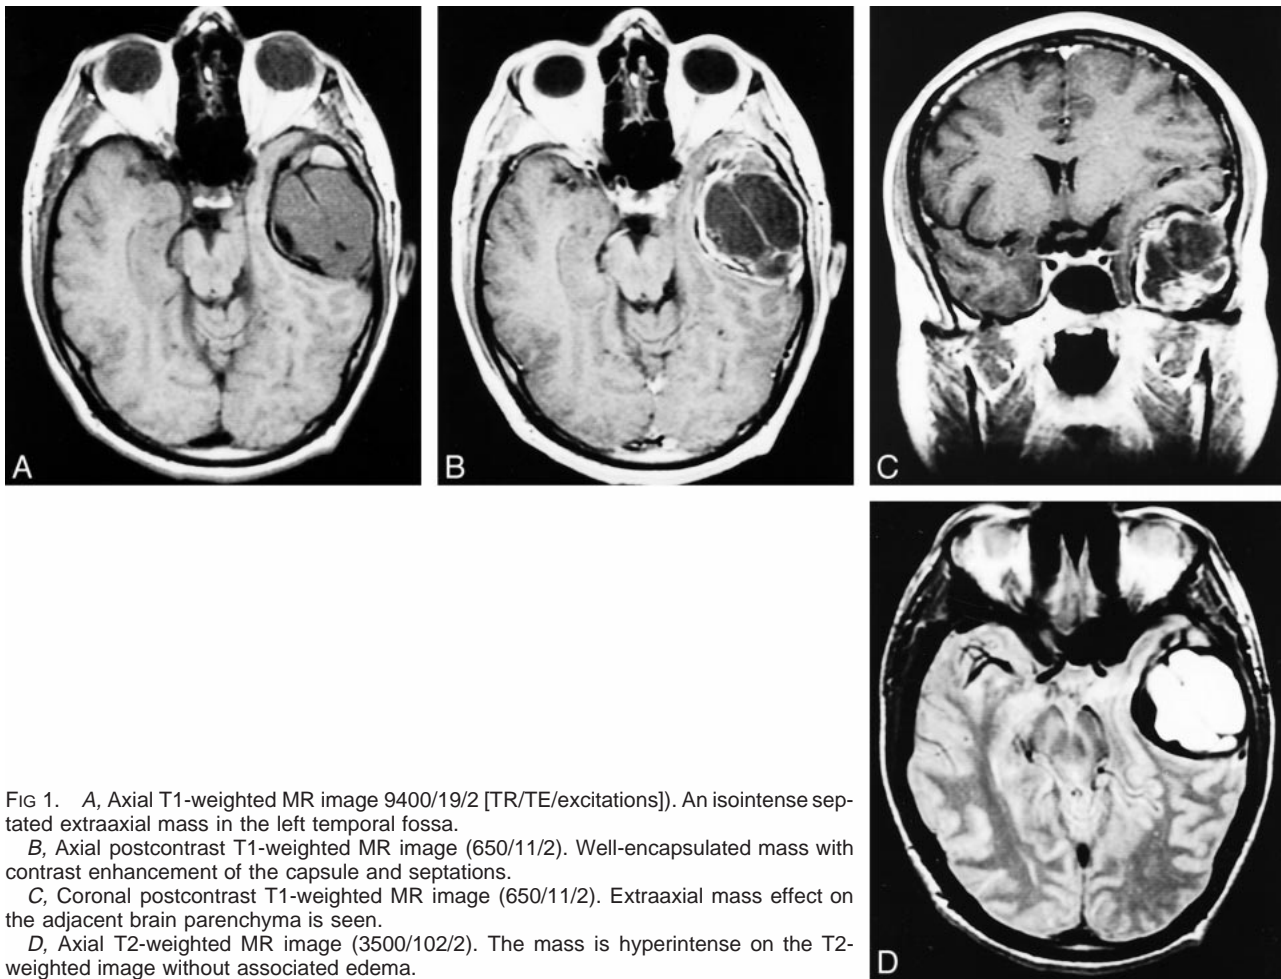 A
B
C
D
FIG 1. A, Axial T1-weighted MR image 9400/19/2 [TR/TE/excitations]). An isointense sep-
tated extraaxial mass in the left temporal fossa.
B, Axial postcontrast T1-weighted MR image (650/11/2). Well-encapsulated mass with
contrast enhancement of the capsule and septations.
C, Coronal postcontrast T1-weighted MR image (650/11/2). Extraaxial mass effect on
the adjacent brain parenchyma is seen.
D, Axial T2-weighted MR image (3500/102/2). The mass is hyperintense on the T2-
weighted image without associated edema.